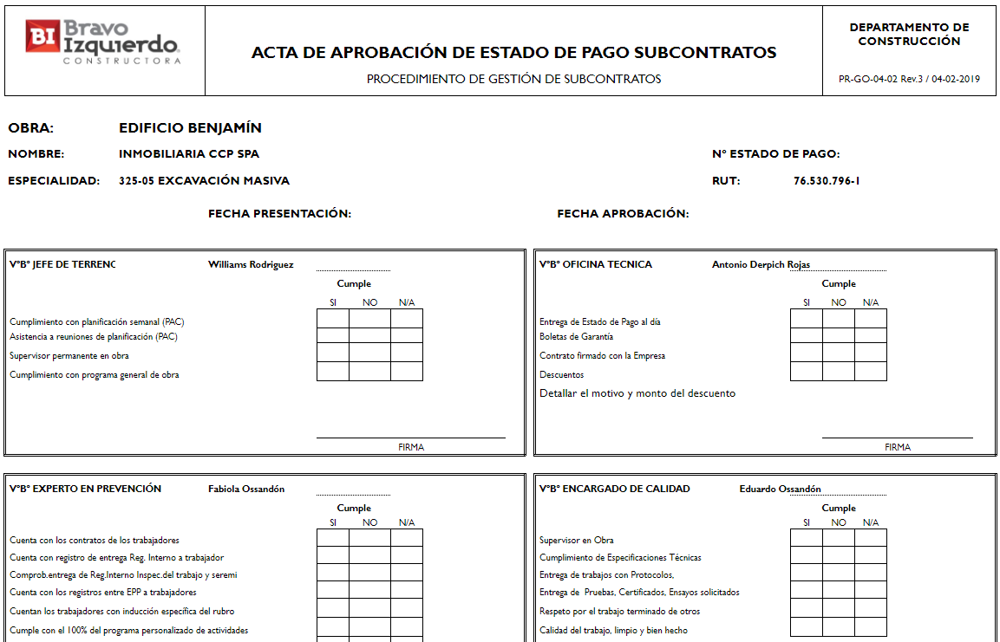 BI Bravo
Izquierdo
CONSTRUCTORA
ACTA DE APROBACIÓN DE ESTADO DE PAGO SUBCONTRATOS
PROCEDIMIENTO DE GESTIÓN DE SUBCONTRATOS
DEPARTAMENTO DE
CONSTRUCCIÓN
PR-GO-04-02 Rev.3 / 04-02-2019
OBRA: EDIFICIO BENJAMÍN
NOMBRE: INMOBILIARIA CCP SPA Nº ESTADO DE PAGO:
ESPECIALIDAD: 325-05 EXCAVACIÓN MASIVA RUT: 76.530.796-1
FECHA PRESENTACIÓN: FECHA APROBACIÓN:
VºBº JEFE DE TERRENO Williams Rodriguez
Cumple
SI NO N/A
Cumplimiento con planificación semanal (PAC)
Asistencia a reuniones de planificación (PAC)
Supervisor permanente en obra
Cumplimiento con programa general de obra
FIRMA
VºBº OFICINA TECNICA Antonio Derpich Rojas
Cumple
SI NO N/A
Entrega de Estado de Pago al día
Boletas de Garantía
Contrato firmado con la Empresa
Descuentos
Detallar el motivo y monto del descuento
FIRMA
VºBº EXPERTO EN PREVENCIÓN Fabiola Ossandón
Cumple
SI NO N/A
Cuenta con los contratos de los trabajadores
Cuenta con registro de entrega Reg. Interno a trabajador
Comprob.entrega de Reg.Interno Inspec.del trabajo y seremi
Cuenta con los registros entre EPP a trabajadores
Cuentan los trabajadores con inducción específica del rubro
Cumple con el 100% del programa personalizado de actividades
VºBº ENCARGADO DE CALIDAD Eduardo Ossandón
Cumple
SI NO N/A
Supervisor en Obra
Cumplimiento de Especificaciones Técnicas
Entrega de trabajos con Protocolos,
Entrega de Pruebas, Certificados, Ensayos solicitados
Respeto por el trabajo terminado de otros
Calidad del trabajo, limpio y bien hecho